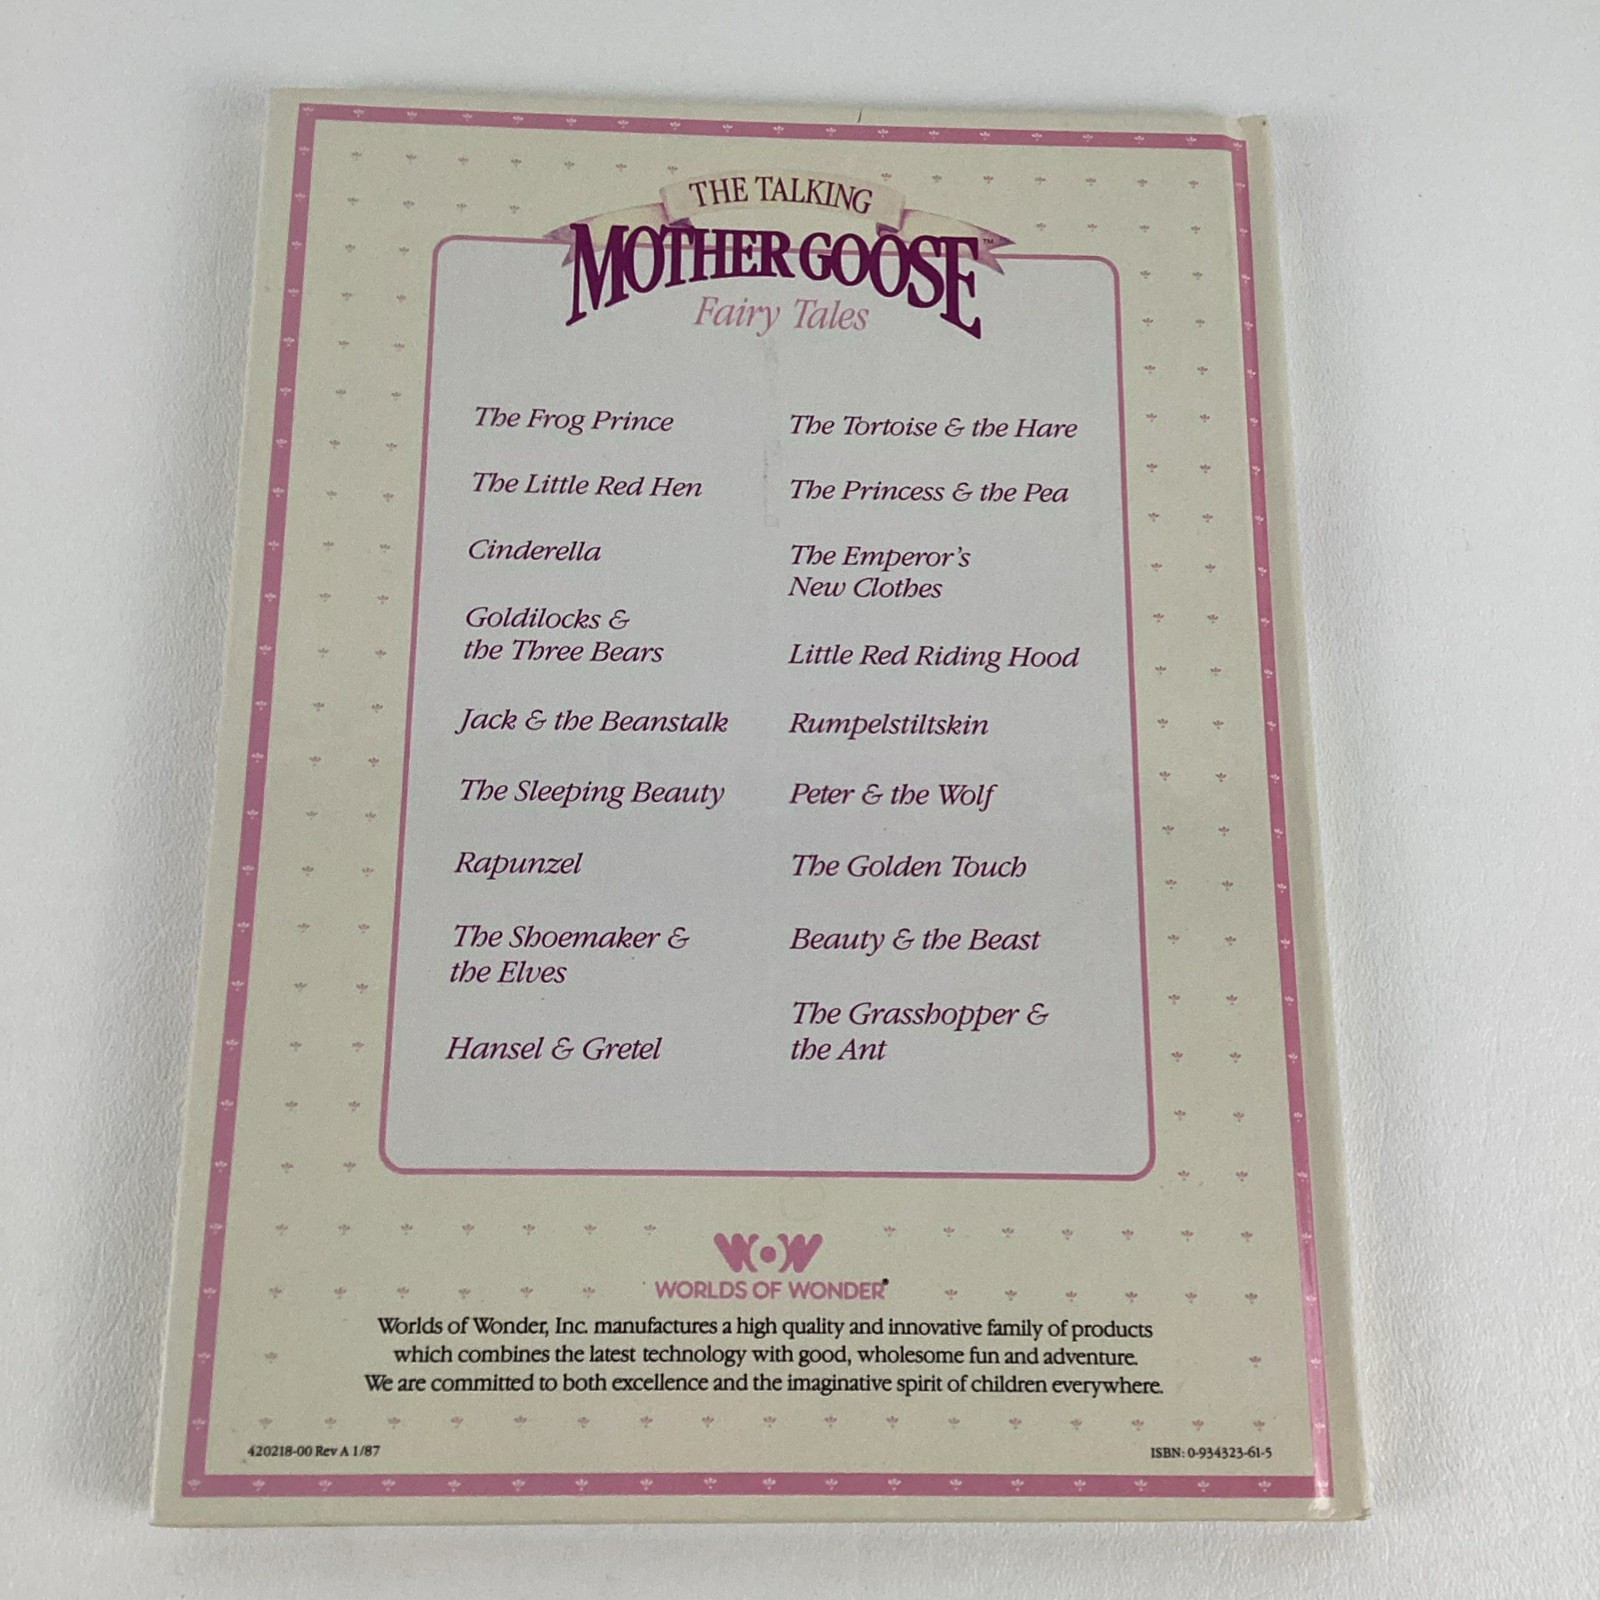 THE TALKING
MOTHER GOOSE™
Fairy Tales
The Frog Prince
The Little Red Hen
Cinderella
Goldilocks &
the Three Bears
Jack & the Beanstalk
The Sleeping Beauty
Rapunzel
The Shoemaker &
the Elves
Hansel & Gretel
The Tortoise & the Hare
The Princess & the Pea
The Emperor's
New Clothes
Little Red Riding Hood
Rumpelstiltskin
Peter & the Wolf
The Golden Touch
Beauty & the Beast
The Grasshopper &
the Ant
WOW
WORLDS OF WONDER®
Worlds of Wonder, Inc. manufactures a high quality and innovative family of products
which combines the latest technology with good, wholesome fun and adventure.
We are committed to both excellence and the imaginative spirit of children everywhere.
420218-00 Rev A 1/87
ISBN: 0-934323-61-5